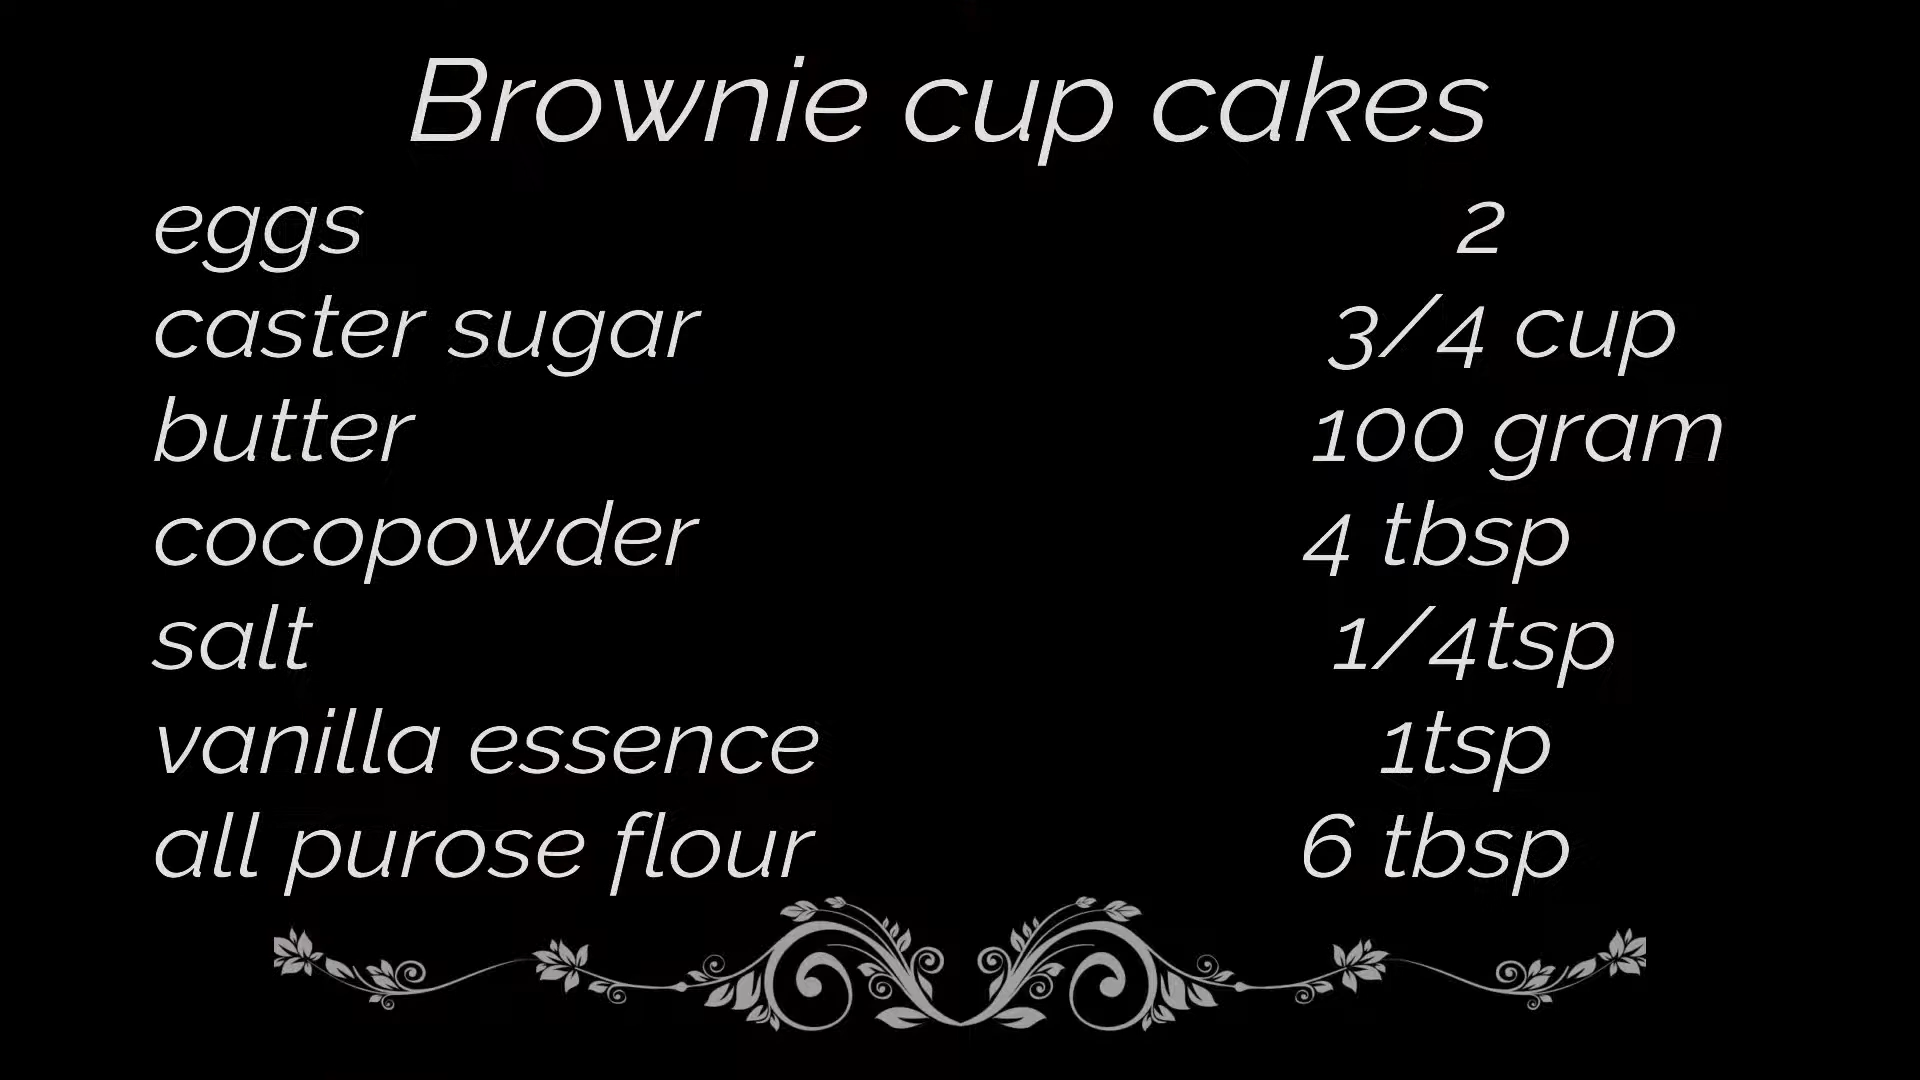 Brownie cup cakes
eggs 2
caster sugar 3/4 cup
butter 100 gram
cocopowder 4 tbsp
salt 1/4tsp
vanilla essence 1tsp
all purose flour 6 tbsp